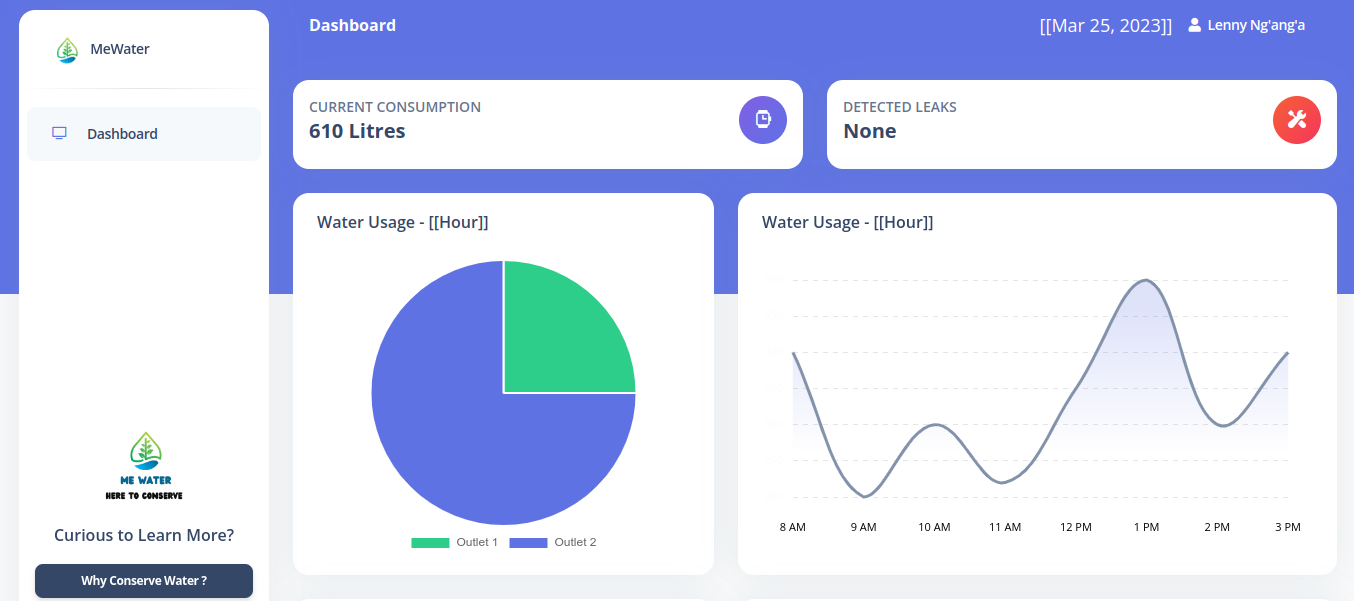 MeWater
Dashboard
ME WATER
HERE TO CONSERVE
Curious to Learn More?
Why Conserve Water ?
Dashboard
[[Mar 25, 2023]]
Lenny Ng'ang'a
CURRENT CONSUMPTION
610 Litres
DETECTED LEAKS
None
Water Usage - [[Hour]]
Outlet 1
Outlet 2
Water Usage - [[Hour]]
8 AM 9 AM 10 AM 11 AM 12 PM 1 PM 2 PM 3 PM